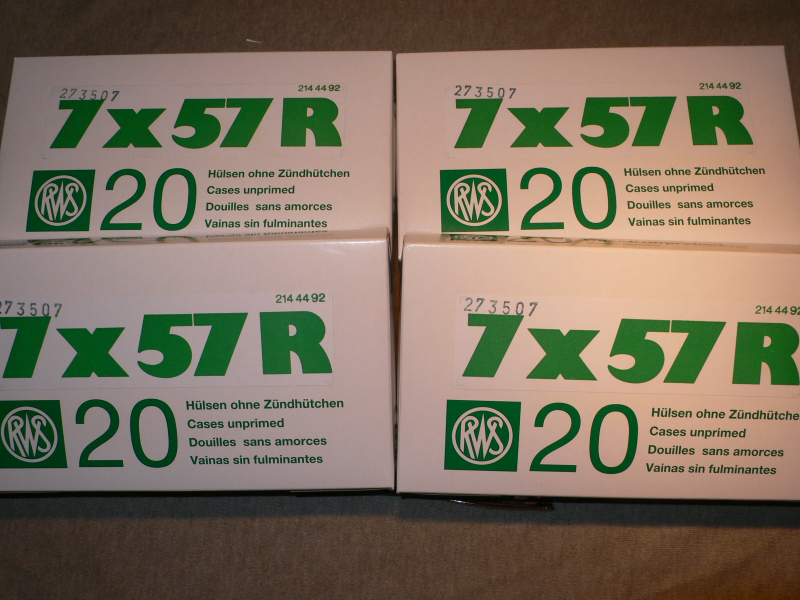 273507
214 44 92
7x57R
RWS
20
Hülsen ohne Zündhütchen
Cases unprimed
Douilles sans amorces
Vainas sin fulminantes
273507
214 44 92
7x57R
RWS
20
Hülsen ohne Zündhütchen
Cases unprimed
Douilles sans amorces
Vainas sin fulminantes
273507
214 44 92
7x57R
RWS
20
Hülsen ohne Zündhütchen
Cases unprimed
Douilles sans amorces
Vainas sin fulminantes
273507
214 44 92
7x57R
RWS
20
Hülsen ohne Zündhütchen
Cases unprimed
Douilles sans amorces
Vainas sin fulminantes